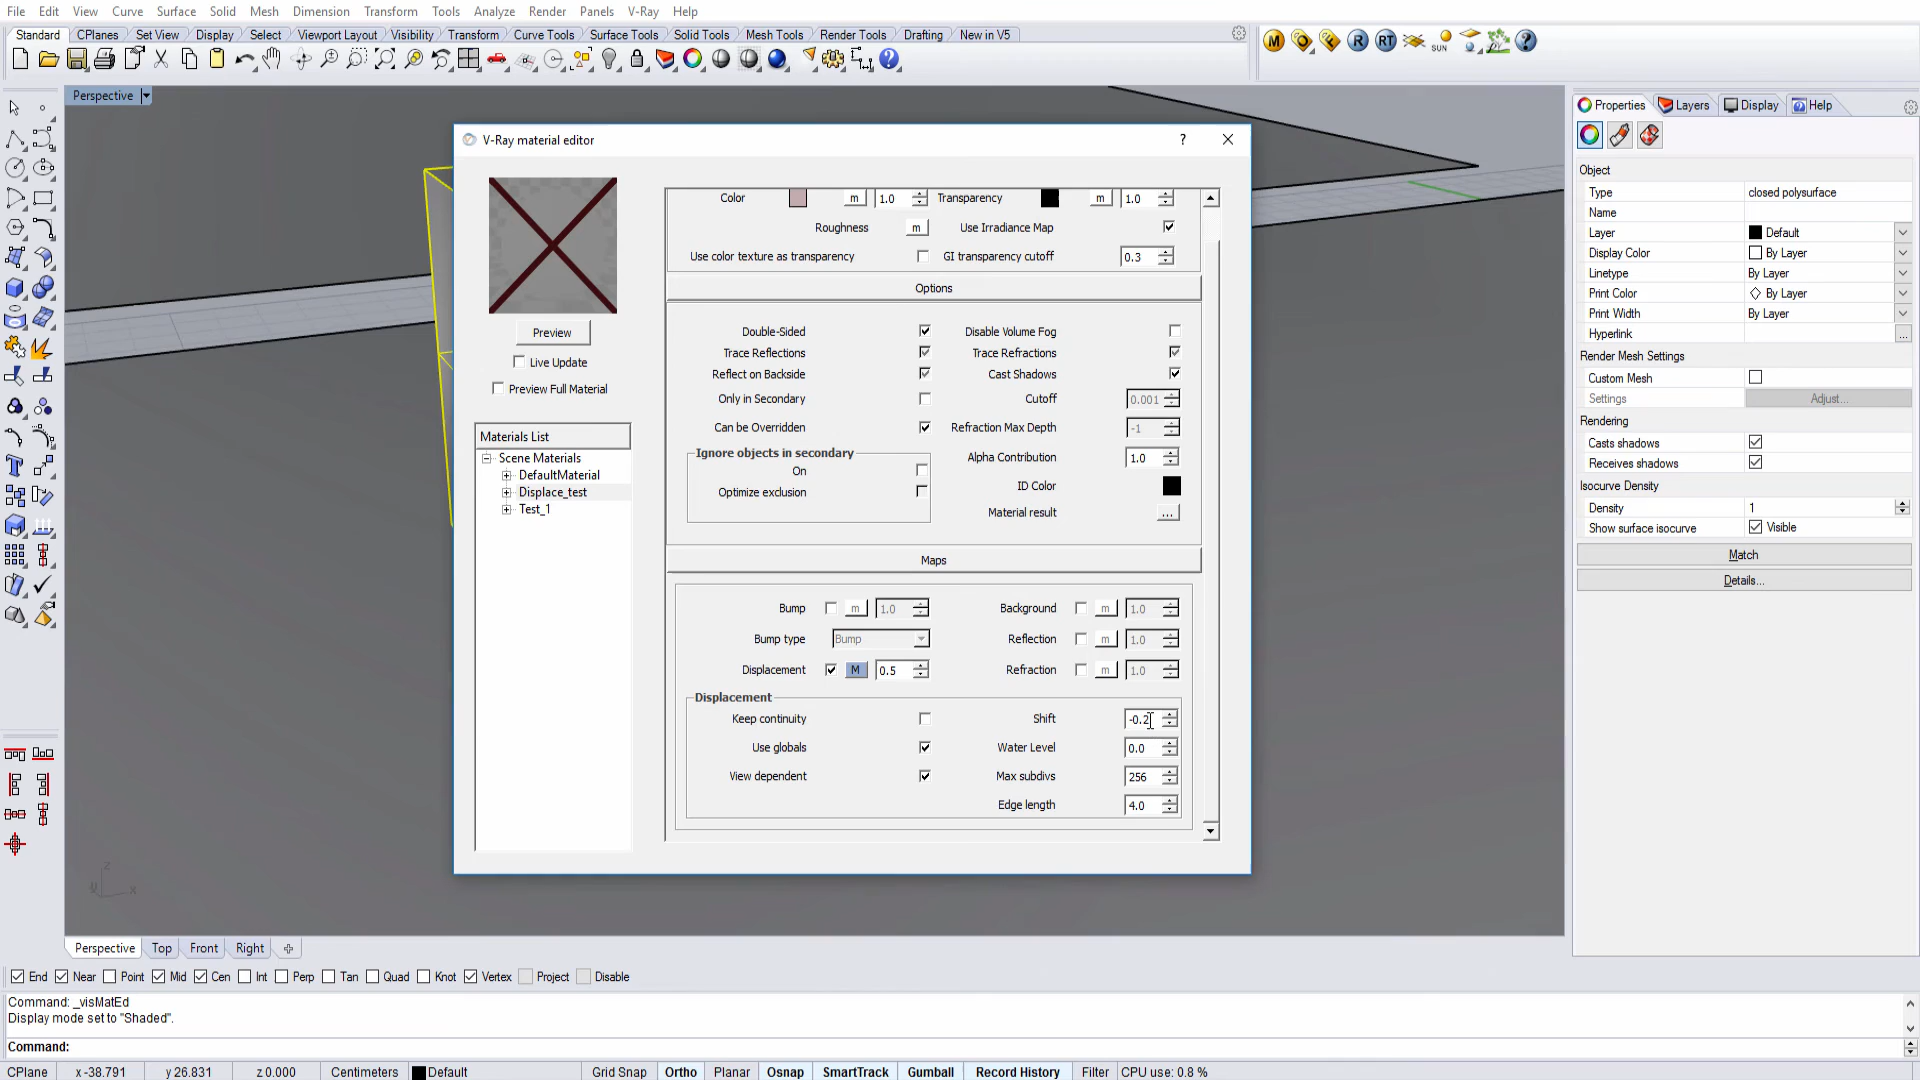 File Edit View Curve Surface Solid Mesh Dimension Transform Tools Analyze Render Panels V-Ray Help
Standard CPlanes Set View Display Select Viewport Layout Visibility Transform Curve Tools Surface Tools Solid Tools Mesh Tools Render Tools Drafting New in V5
M R RT SUN
Perspective
V-Ray material editor ?
Properties Layers Display Help
Color m 1.0 Transparency m 1.0
Roughness m Use Irradiance Map
Use color texture as transparency GI transparency cutoff 0.3
Options
Preview
Live Update
Preview Full Material
Double-Sided Disable Volume Fog
Trace Reflections Trace Refractions
Reflect on Backside Cast Shadows
Only in Secondary Cutoff 0.001
Can be Overridden Refraction Max Depth -1
Ignore objects in secondary Alpha Contribution 1.0
On
Optimize exclusion ID Color
Material result ...
Materials List
Scene Materials
DefaultMaterial
Displace_test
Test_1
Maps
Bump m 1.0 Background m 1.0
Bump type Bump Reflection m 1.0
Displacement M 0.5 Refraction m 1.0
Displacement
Keep continuity Shift -0.2
Use globals Water Level 0.0
View dependent Max subdivs 256
Edge length 4.0
Object
Type closed polysurface
Name
Layer Default
Display Color By Layer
Linetype By Layer
Print Color By Layer
Print Width By Layer
Hyperlink ...
Render Mesh Settings
Custom Mesh
Settings Adjust...
Rendering
Casts shadows
Receives shadows
Isocurve Density
Density 1
Show surface isocurve Visible
Match
Details...
z
y x
Perspective Top Front Right
End Near Point Mid Cen Int Perp Tan Quad Knot Vertex Project Disable
Command: _visMatEd
Display mode set to "Shaded".
Command:
CPlane x -38.791 y 26.831 z 0.000 Centimeters Default Grid Snap Ortho Planar Osnap SmartTrack Gumball Record History Filter CPU use: 0.8 %